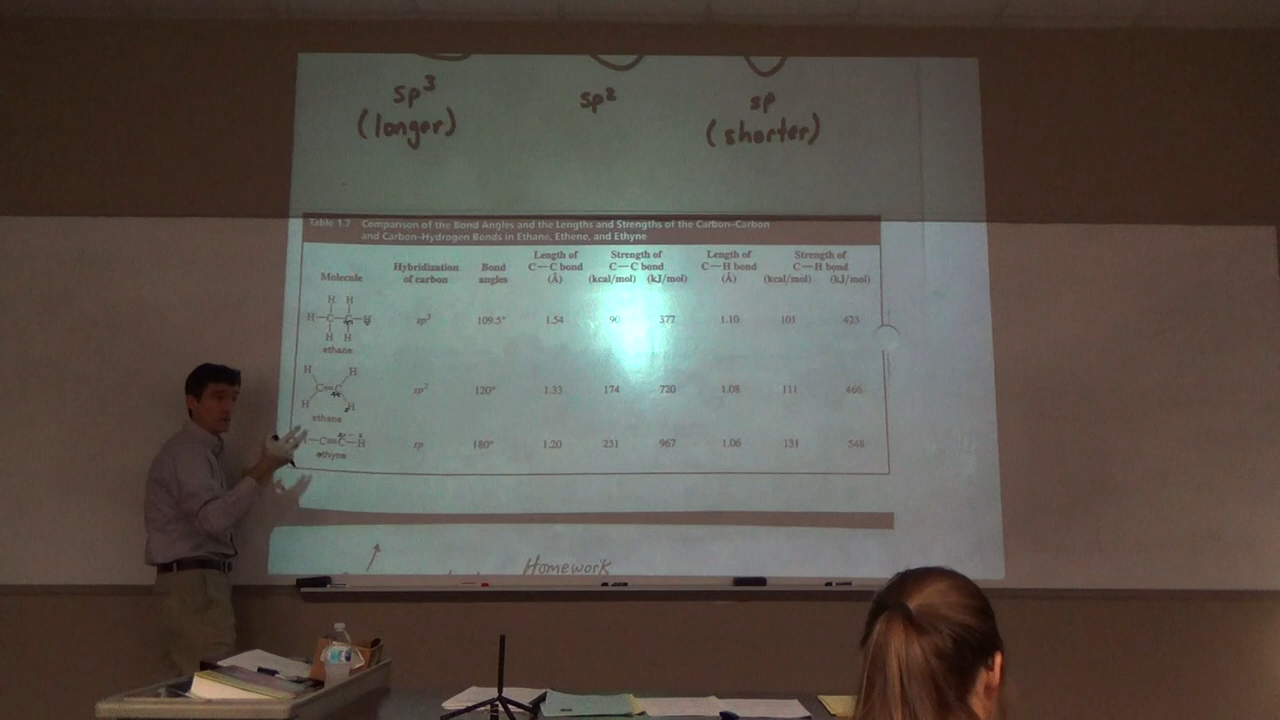 sp³ sp² sp
(longer) (shorter)
Table 1.7 Comparison of the Bond Angles and the Lengths and Strengths of the Carbon–Carbon
and Carbon–Hydrogen Bonds in Ethane, Ethene, and Ethyne
Length of Strength of Length of Strength of
Hybridization Bond C—C bond C—C bond C—H bond C—H bond
Molecule of carbon angles (Å) (kcal/mol) (kJ/mol) (Å) (kcal/mol) (kJ/mol)
H H
H—C—C—H sp³ 109.5° 1.54 90 377 1.10 101 423
H H
ethane
H H
C=C sp² 120° 1.33 174 720 1.08 111 466
H H
ethene
—C≡C—H sp 180° 1.20 231 967 1.06 131 548
ethyne
Homework